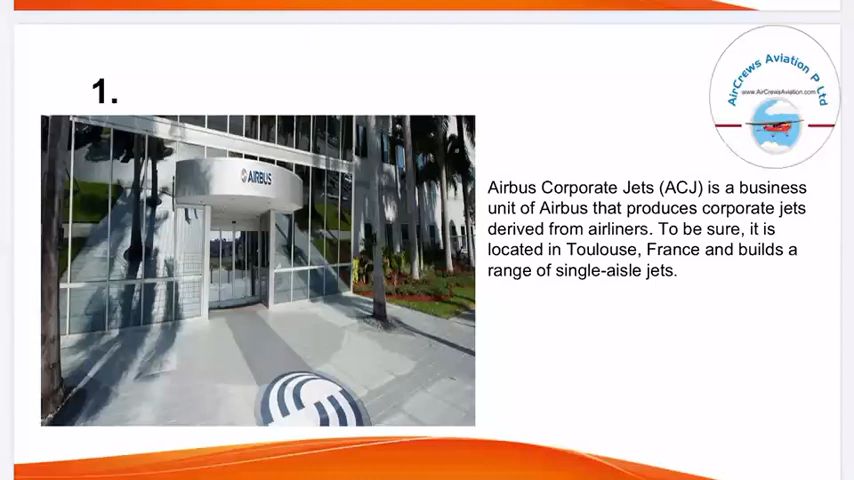 1.
AirCrews Aviation P Ltd
www.AirCrewsAviation.com
AIRBUS
Airbus Corporate Jets (ACJ) is a business
unit of Airbus that produces corporate jets
derived from airliners. To be sure, it is
located in Toulouse, France and builds a
range of single-aisle jets.